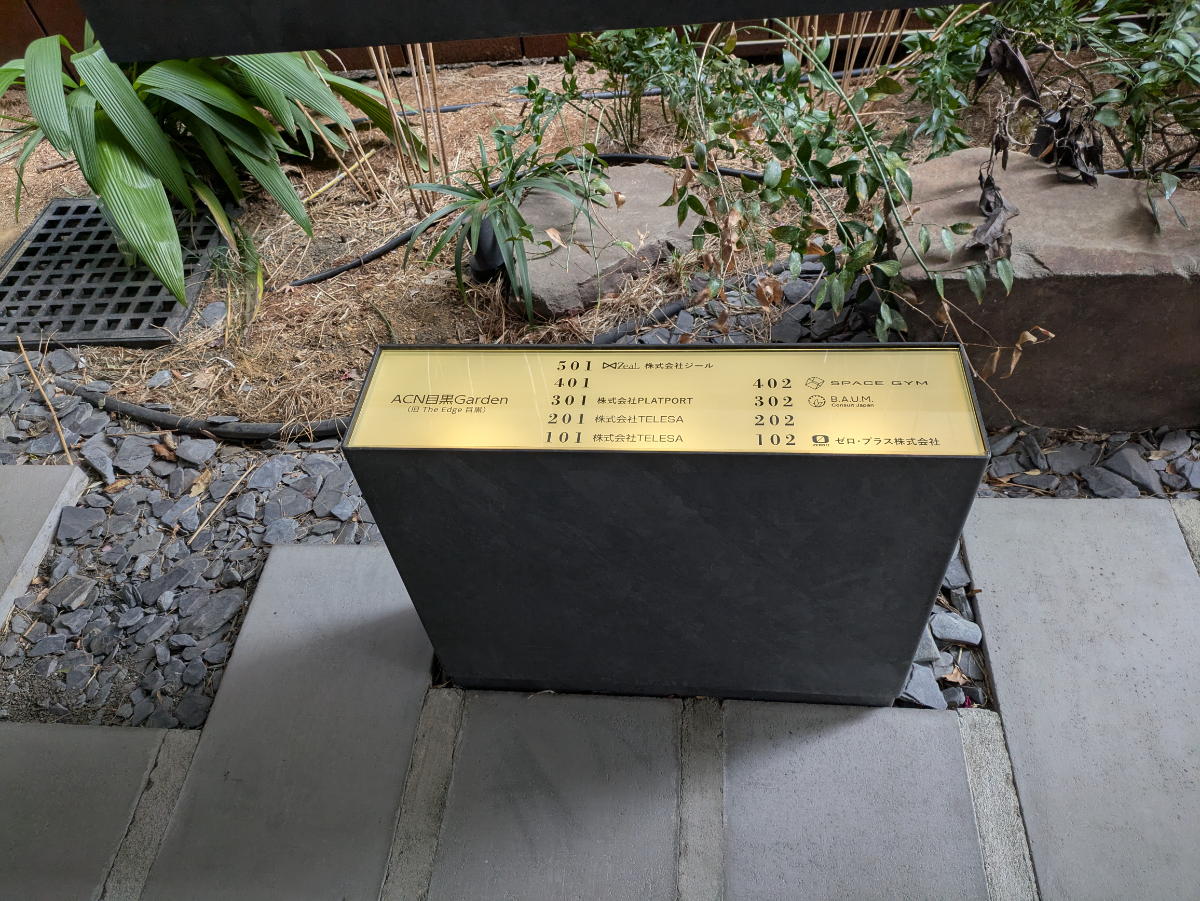 ACN目黒Garden
（旧 The Edge 目黒）
501 ZeaL 株式会社ジール
401
301 株式会社PLATPORT
201 株式会社TELESA
101 株式会社TELESA
402 SPACE GYM
302 B.A.U.M.
Consult Japan
202
102 ゼロ・プラス株式会社